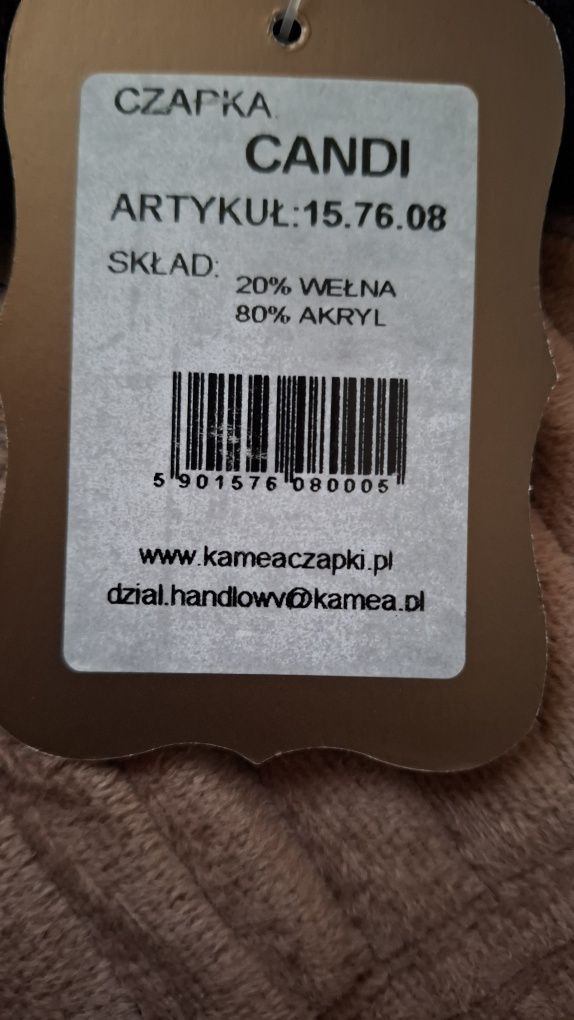 CZAPKA
CANDI
ARTYKUŁ:15.76.08
SKŁAD:
20% WEŁNA
80% AKRYL
5 901576 080005
www.kameaczapki.pl
dzial.handlowy@kamea.pl